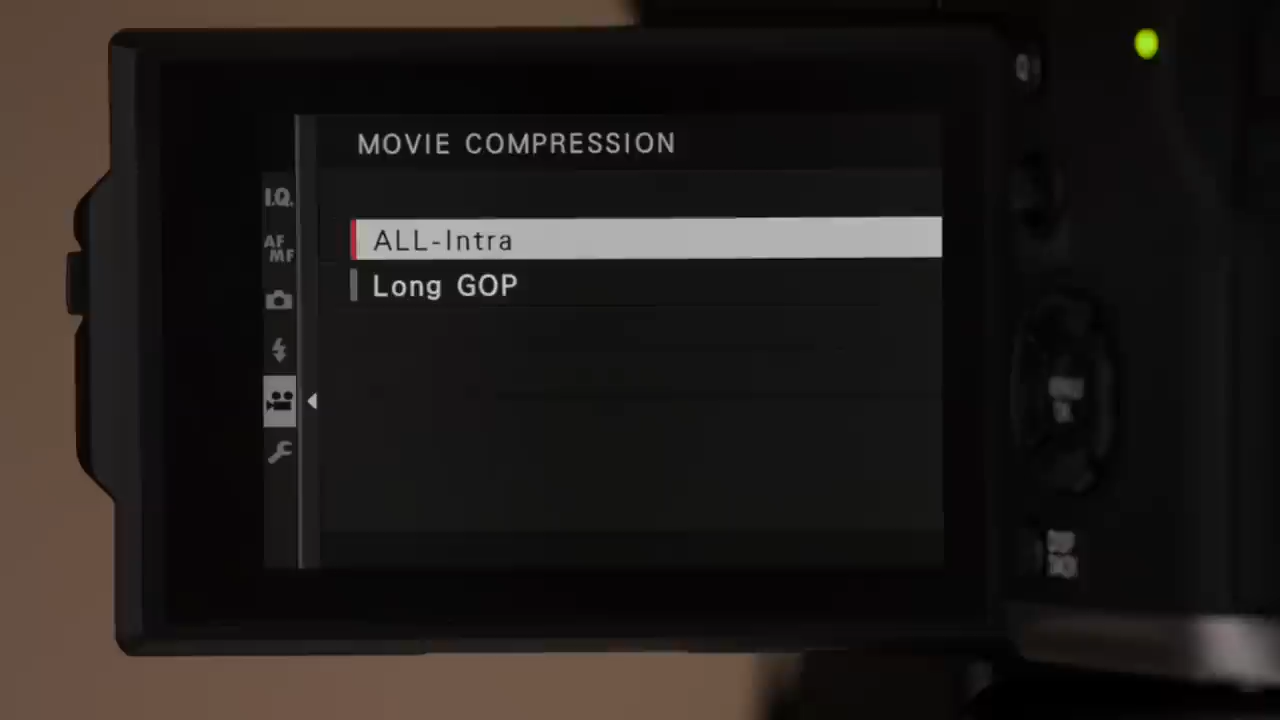 MOVIE COMPRESSION
I.Q.
ALL-Intra
AF
MF
Long GOP
Q